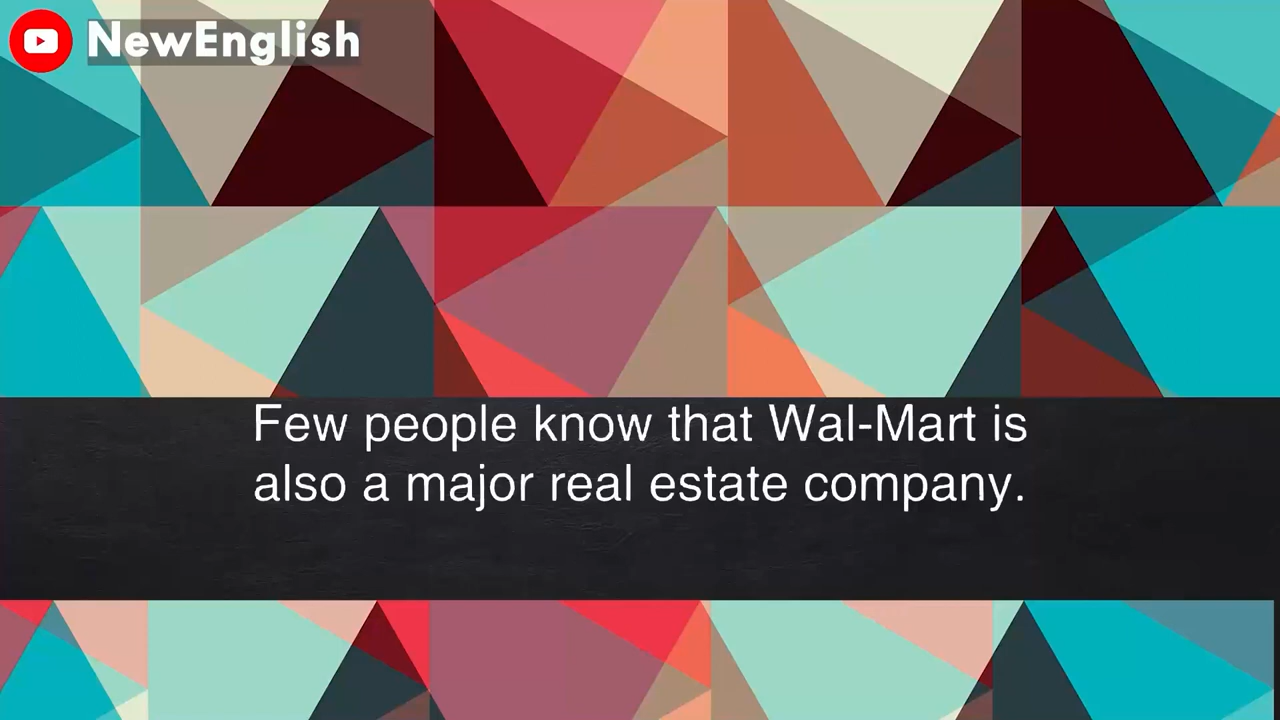 NewEnglish
Few people know that Wal-Mart is
also a major real estate company.